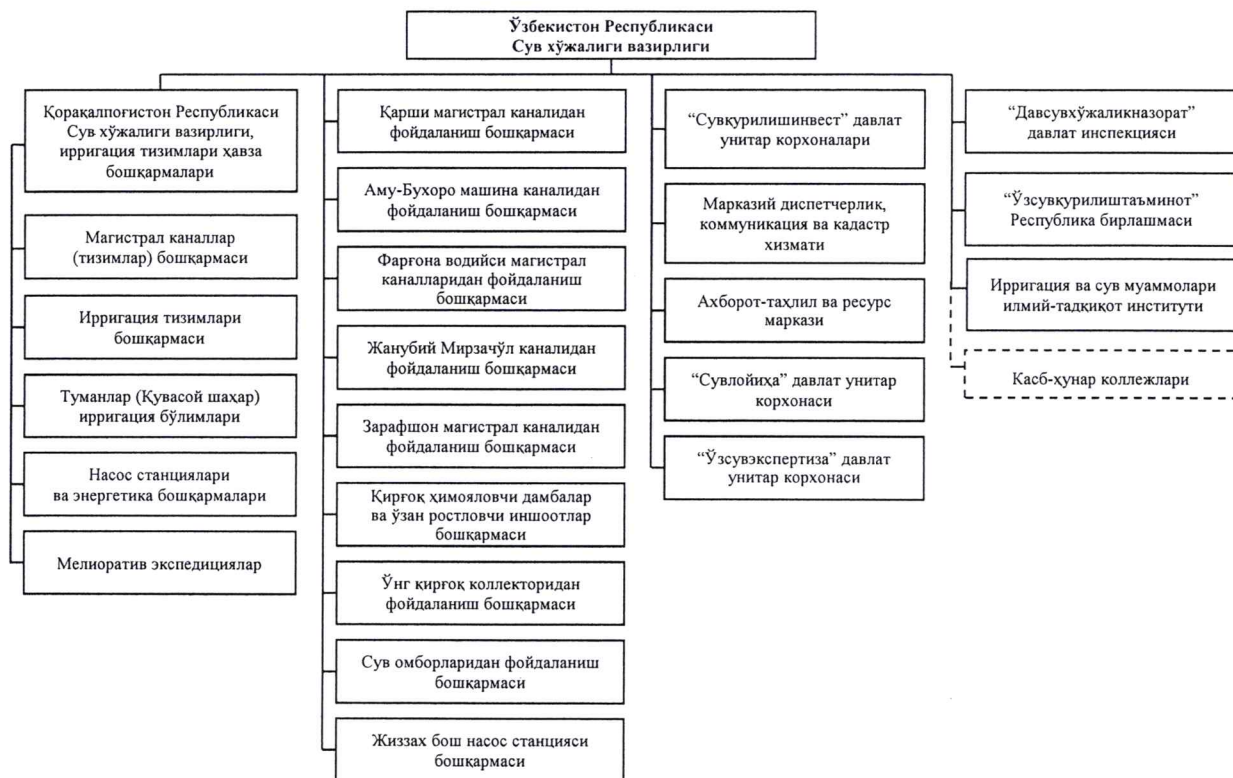 Ўзбекистон Республикаси
Сув хўжалиги вазирлиги
Қорақалпоғистон Республикаси
Сув хўжалиги вазирлиги,
ирригация тизимлари ҳавза
бошқармалари
Магистрал каналлар
(тизимлар) бошқармаси
Ирригация тизимлари
бошқармаси
Туманлар (Қувасой шаҳар)
ирригация бўлимлари
Насос станциялари
ва энергетика бошқармалари
Мелиоратив экспедициялар
Қарши магистрал каналидан
фойдаланиш бошқармаси
Аму-Бухоро машина каналидан
фойдаланиш бошқармаси
Фарғона водийси магистрал
каналларидан фойдаланиш
бошқармаси
Жанубий Мирзачўл каналидан
фойдаланиш бошқармаси
Зарафшон магистрал каналидан
фойдаланиш бошқармаси
Қирғоқ ҳимояловчи дамбалар
ва ўзан ростловчи иншоотлар
бошқармаси
Ўнг қирғоқ коллекторидан
фойдаланиш бошқармаси
Сув омборларидан фойдаланиш
бошқармаси
Жиззах бош насос станцияси
бошқармаси
“Сувқурилишинвест” давлат
унитар корхоналари
Марказий диспетчерлик,
коммуникация ва кадастр
хизмати
Ахборот-таҳлил ва ресурс
маркази
“Сувлойиҳа” давлат унитар
корхонаси
“Ўзсувэкспертиза” давлат
унитар корхонаси
“Давсувхўжаликназорат”
давлат инспекцияси
“Ўзсувқурилиштаъминот”
Республика бирлашмаси
Ирригация ва сув муаммолари
илмий-тадқиқот институти
Касб-ҳунар коллежлари